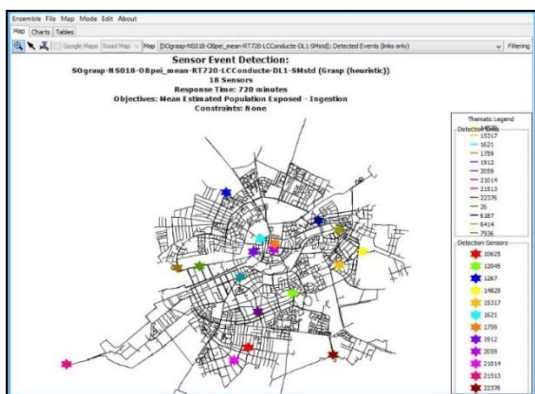 Ensemble File Map Mode Edit About
Map Charts Tables
Google Maps Road Map Map [SOgrasp-NS018-OBpei_mean-RT720-LCConducte-DL1-SMstd]: Detected Events (links only) Filtering
Sensor Event Detection:
SOgrasp-NS018-OBpei_mean-RT720-LCConducte-DL1-SMstd (Grasp (heuristic))
18 Sensors
Response Time: 720 minutes
Objectives: Mean Estimated Population Exposed - Ingestion
Constraints: None
Thematic Legend
15317
1621
1759
1912
2059
21014
21513
22376
26
6187
6414
7936
Detection Sensors
10625
12045
1267
14829
15317
1621
1759
1912
2059
21014
21513
22376